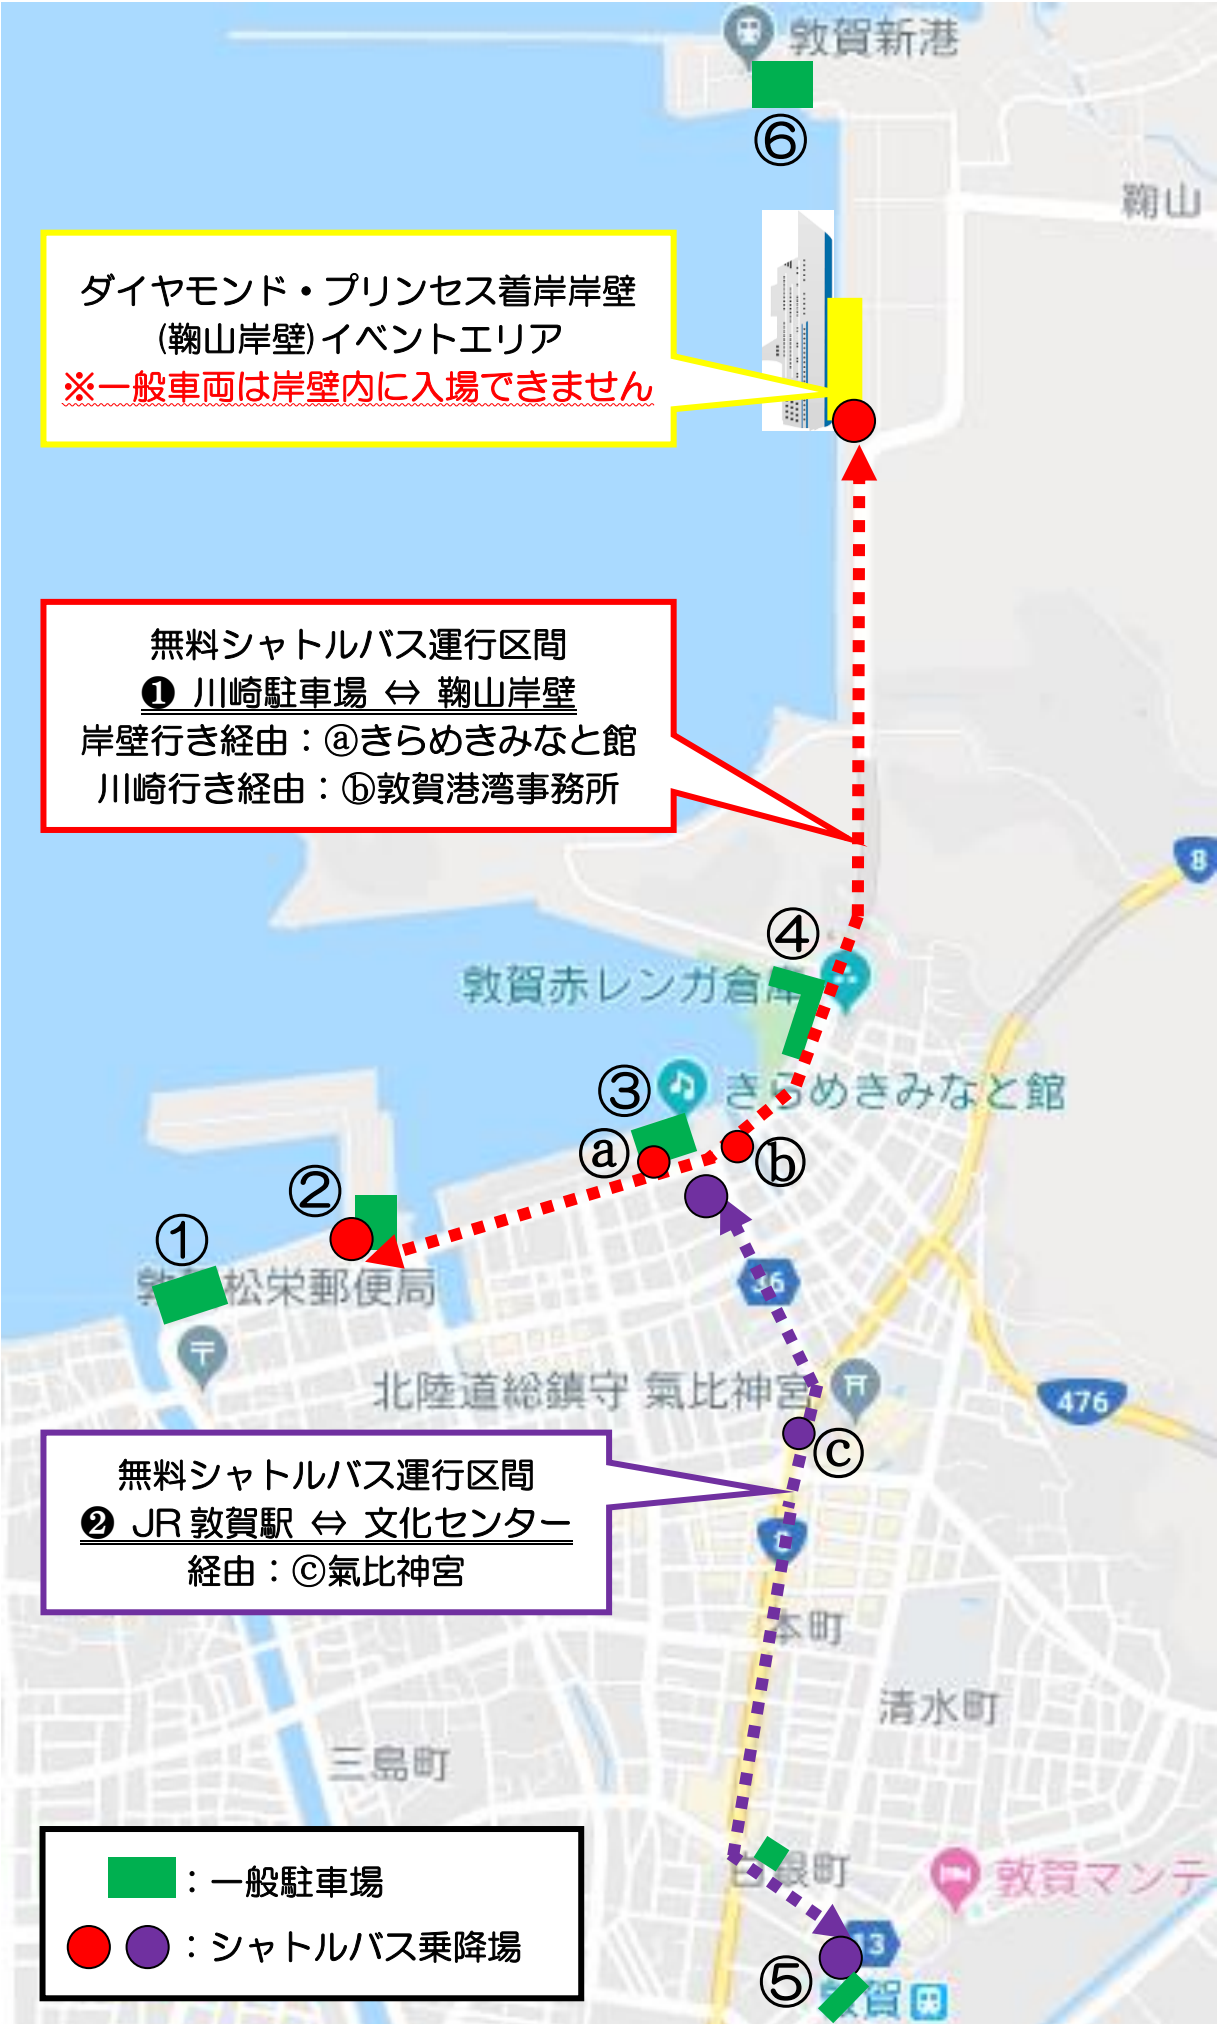 敦賀新港
⑥
鞠山
ダイヤモンド・プリンセス着岸岸壁
(鞠山岸壁)イベントエリア
※一般車両は岸壁内に入場できません
無料シャトルバス運行区間
❶ 川崎駐車場 ⇔ 鞠山岸壁
岸壁行き経由：ⓐきらめきみなと館
川崎行き経由：ⓑ敦賀港湾事務所
8
④
敦賀赤レンガ倉庫
③
きらめきみなと館
ⓐ
ⓑ
②
①
松栄郵便局
36
北陸道総鎮守 氣比神宮
476
ⓒ
無料シャトルバス運行区間
❷ JR敦賀駅 ⇔ 文化センター
経由：ⓒ氣比神宮
本町
清水町
三島町
白銀町
敦賀マンテ
：一般駐車場
：シャトルバス乗降場
13
⑤
敦賀